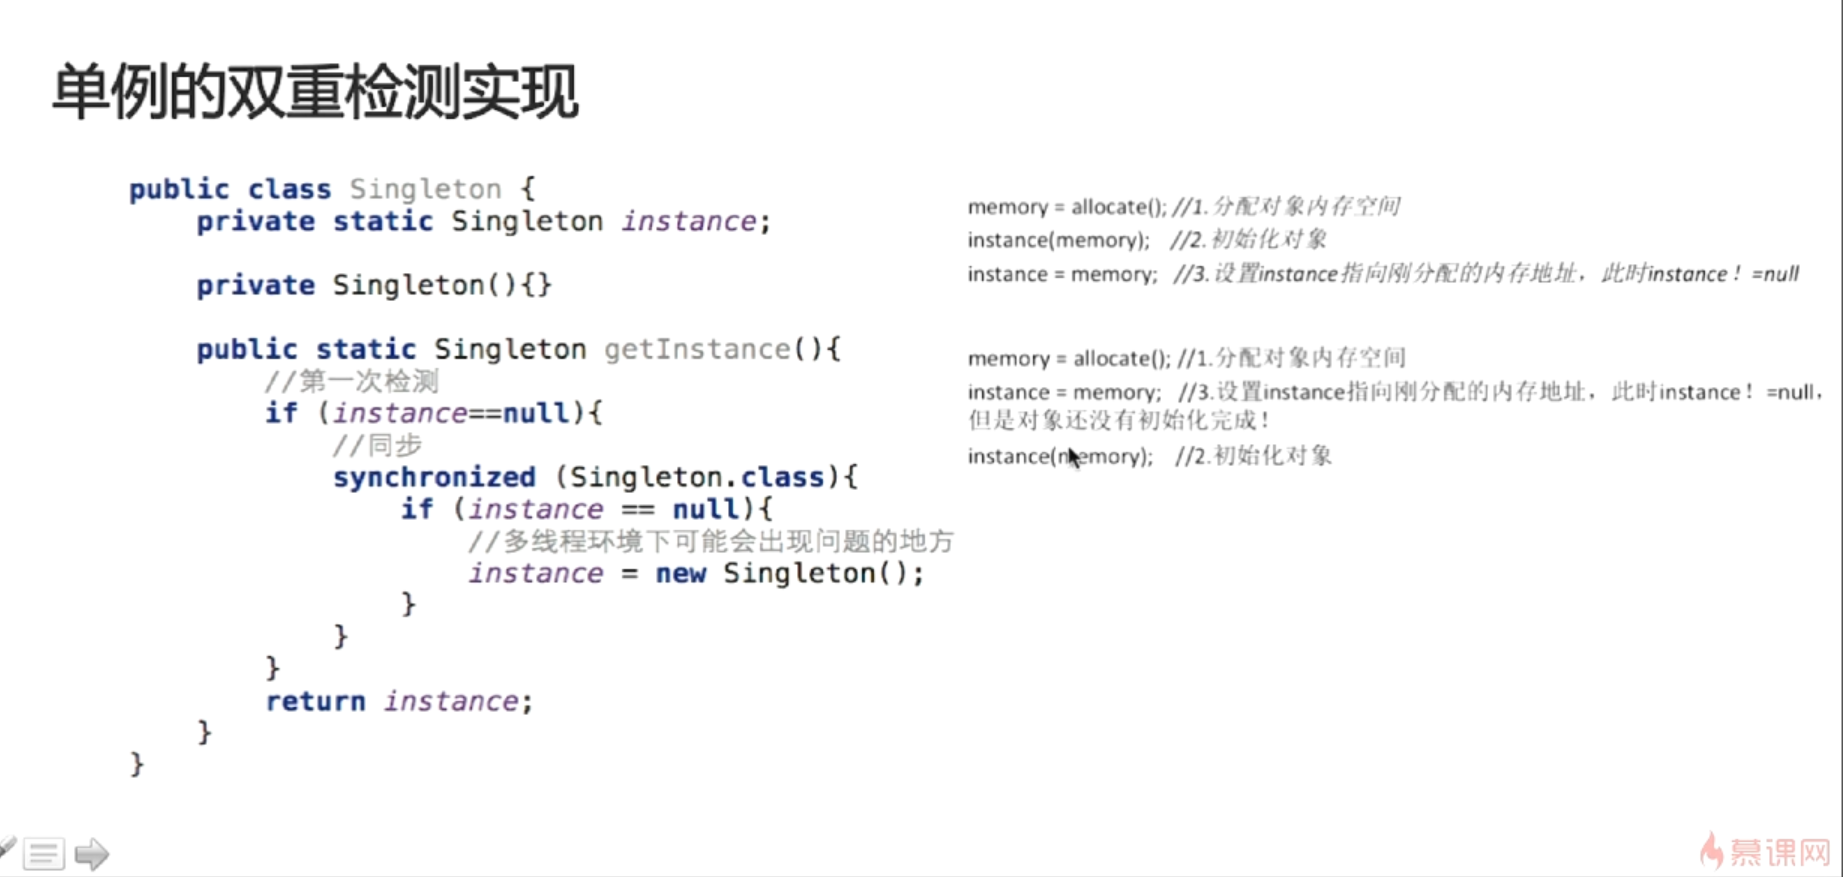 单例的双重检测实现
public class Singleton {
private static Singleton instance;
private Singleton(){}
public static Singleton getInstance(){
//第一次检测
if (instance==null){
//同步
synchronized (Singleton.class){
if (instance == null){
//多线程环境下可能会出现问题的地方
instance = new Singleton();
}
}
}
return instance;
}
}
memory = allocate(); //1.分配对象内存空间
instance(memory); //2.初始化对象
instance = memory; //3.设置instance指向刚分配的内存地址，此时instance！=null
memory = allocate(); //1.分配对象内存空间
instance = memory; //3.设置instance指向刚分配的内存地址，此时instance！=null，
但是对象还没有初始化完成！
instance(memory); //2.初始化对象
慕课网